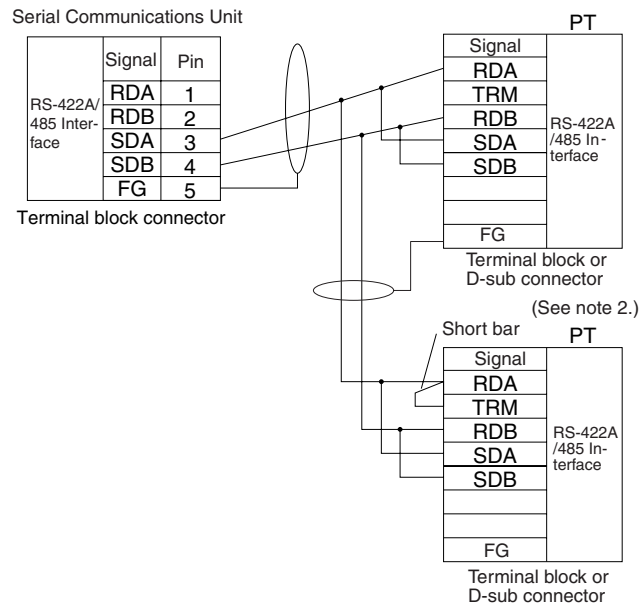 Serial Communications Unit
RS-422A/
485 Inter-
face
Signal Pin
RDA 1
RDB 2
SDA 3
SDB 4
FG 5
Terminal block connector
PT
Signal
RDA
TRM
RDB
SDA
SDB
FG
RS-422A
/485 In-
terface
Terminal block or
D-sub connector
(See note 2.)
Short bar
PT
Signal
RDA
TRM
RDB
SDA
SDB
FG
RS-422A
/485 In-
terface
Terminal block or
D-sub connector